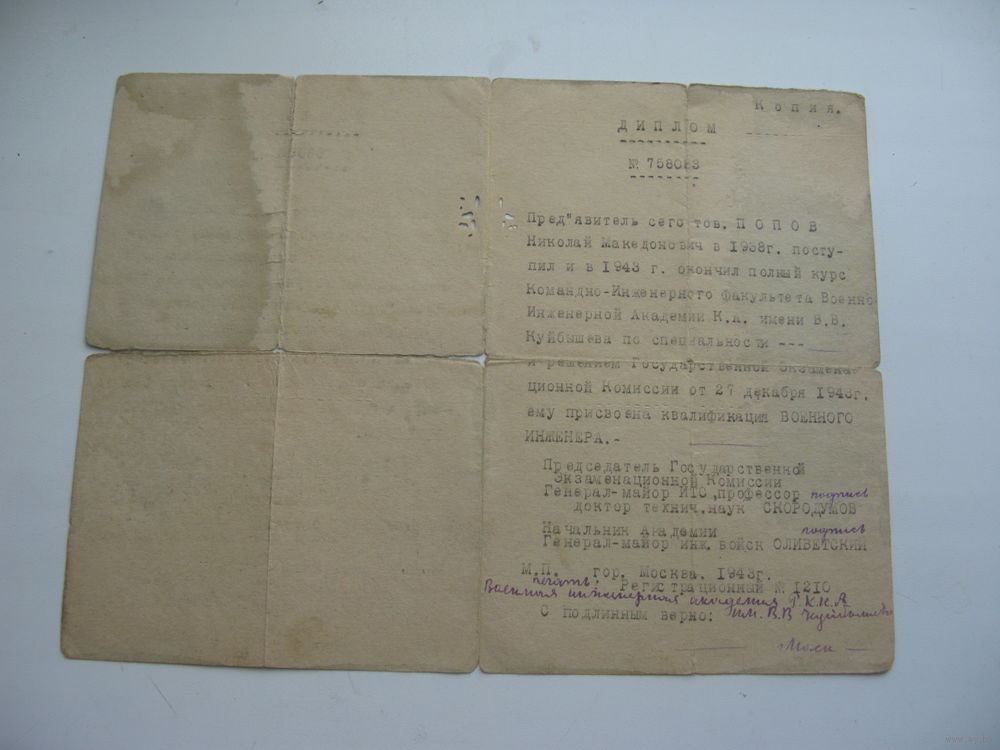 Копия.
ДИПЛОМ
№ 758083
Пред"явитель сего тов. ПОПОВ
Николай Македонович в 1938г. посту-
пил и в 1943 г. окончил полный курс
Командно-Инженерного факультета Военно
Инженерной Академии К.А. имени В.В.
Куйбышева по специальности ---
и решением Государственной Экзамена-
ционной Комиссии от 27 декабря 1943г.
ему присвоена квалификация ВОЕННОГО
ИНЖЕНЕРА.-
Председатель Государственной
Экзаменационной Комиссии
Генерал-майор ИТС, профессор подпись
доктор технич. наук СКОРОДУМОВ
Начальник Академии подпись
Генерал-майор инж. войск ОЛИВЕТСКИЙ
М.П. гор. Москва. 1943г.
печать: Регистрационный № 1210
Военная инженерная академия Р.К.К.А
С подлинным верно: им. В.В Куйбышева